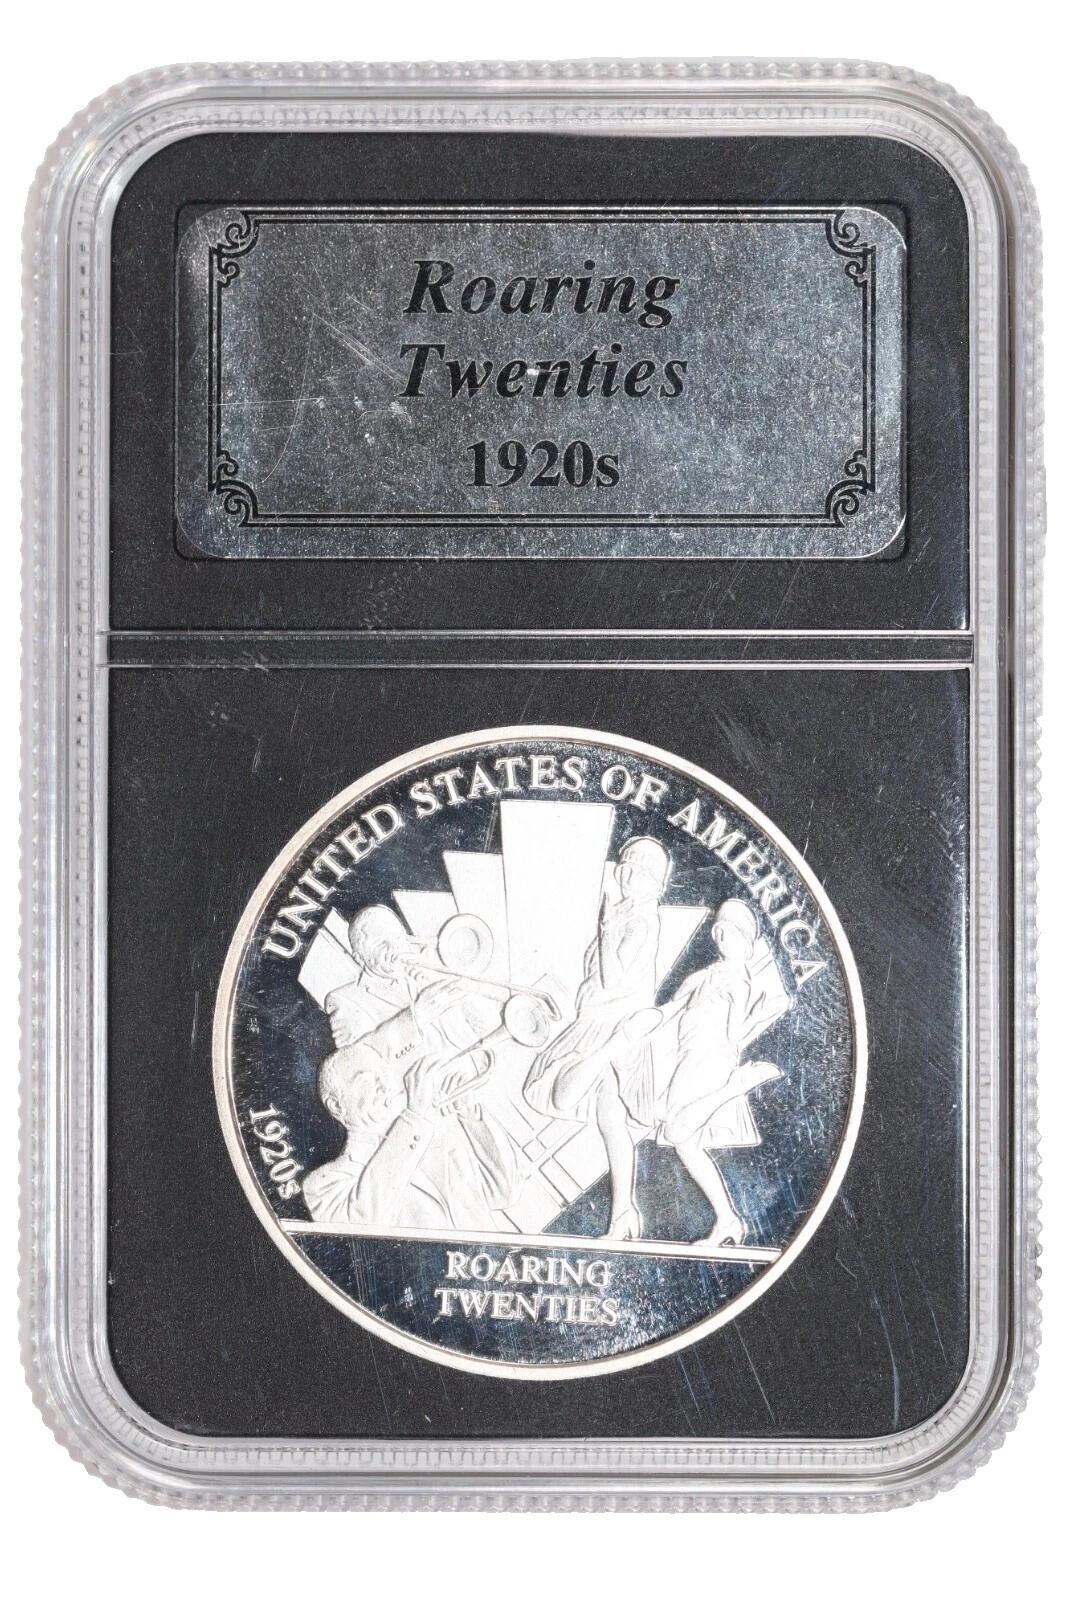 Roaring
Twenties
1920s
UNITED STATES OF AMERICA
1920s
ROARING
TWENTIES